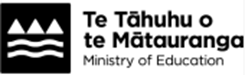 Te Tāhuhu o
te Mātauranga
Ministry of Education